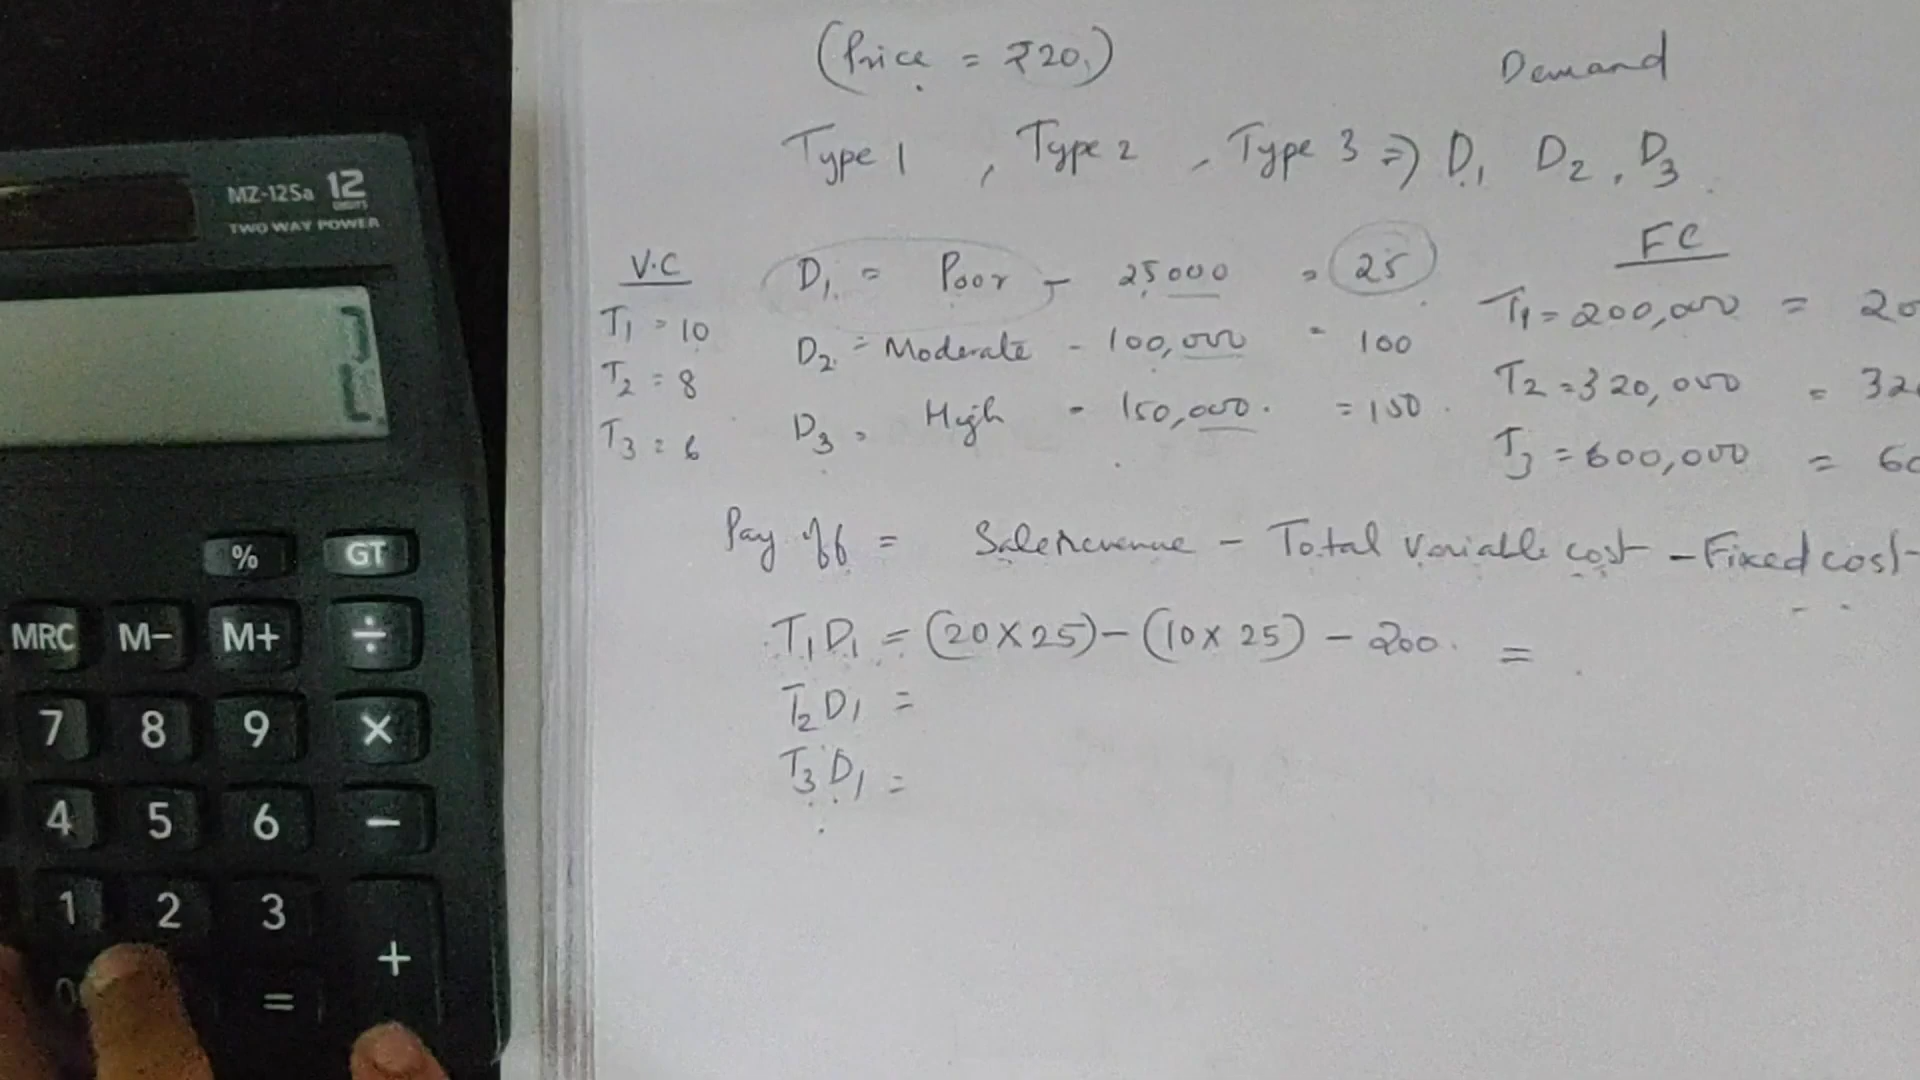 (Price = ₹20.)
Demand
Type 1 , Type 2 , Type 3 => D1 D2 , D3
V.C
T1 = 10
T2 = 8
T3 = 6
D1 = Poor - 25000 = 25
D2 = Moderate - 100,000 = 100
D3 = High - 150,000. = 150
FC
T1 = 200,000 = 20
T2 = 320,000 = 32
T3 = 600,000 = 60
Pay off = Sale Revenue - Total Variable cost - Fixed cost
T1D1 = (20 X 25) - (10 x 25) - 200. =
T2D1 =
T3D1 =
MZ-12Sa 12
DIGITS
TWO WAY POWER
% GT
MRC M- M+ ÷
7 8 9 ×
4 5 6 −
1 2 3
0 = +